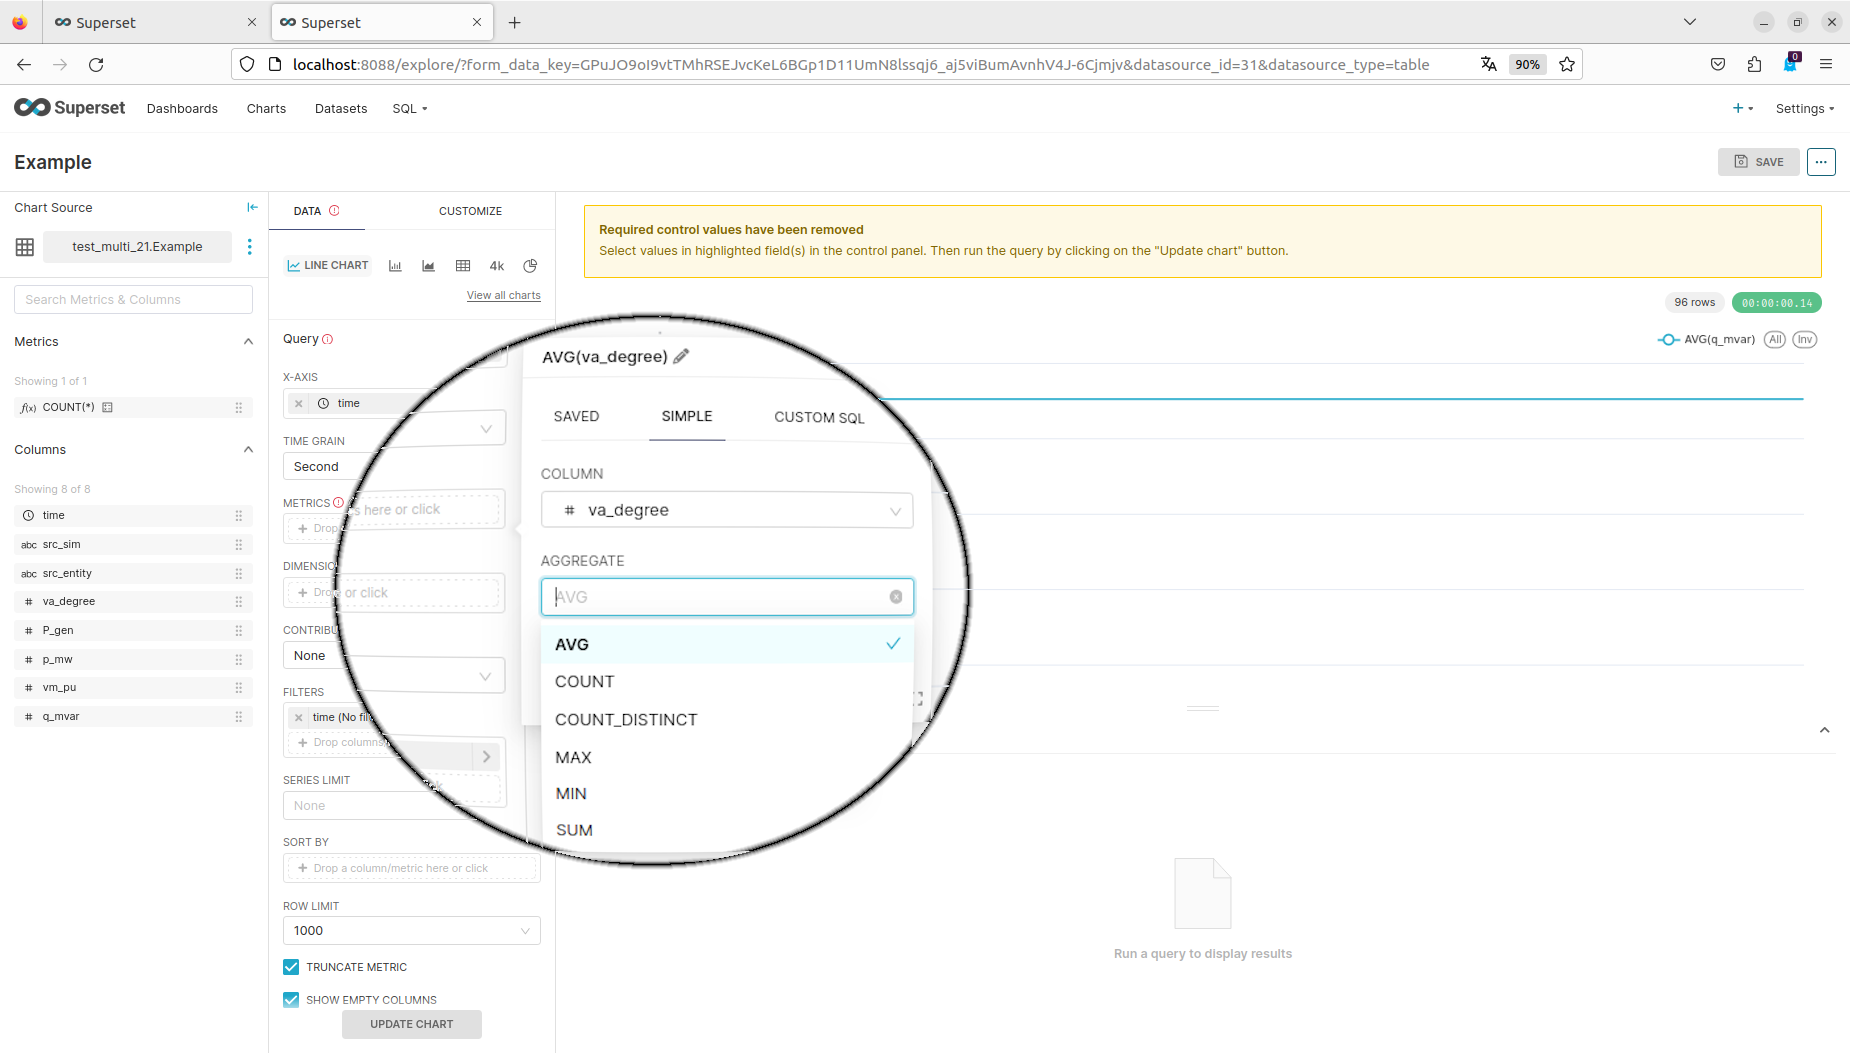 Superset
Superset
localhost:8088/explore/?form_data_key=GPuJO9oI9vtTMhRSEJvcKeL6BGp1D11UmN8lssqj6_aj5viBumAvnhV4J-6Cjmjv&datasource_id=31&datasource_type=table
90%
0
Superset
Dashboards
Charts
Datasets
SQL
+
Settings
Example
SAVE
Chart Source
test_multi_21.Example
Search Metrics & Columns
Metrics
Showing 1 of 1
f(x) COUNT(*)
Columns
Showing 8 of 8
time
abc src_sim
abc src_entity
# va_degree
# P_gen
# p_mw
# vm_pu
# q_mvar
DATA
CUSTOMIZE
LINE CHART
4k
View all charts
Query
X-AXIS
time
TIME GRAIN
Second
METRICS
+ Drop
s here or click
DIMENSIO
+ Dro
or click
CONTRIBU
None
FILTERS
time (No fil
+ Drop columns
SERIES LIMIT
None
SORT BY
+ Drop a column/metric here or click
ROW LIMIT
1000
TRUNCATE METRIC
SHOW EMPTY COLUMNS
UPDATE CHART
AVG(va_degree)
SAVED
SIMPLE
CUSTOM SQL
COLUMN
# va_degree
AGGREGATE
AVG
AVG
COUNT
COUNT_DISTINCT
MAX
MIN
SUM
Required control values have been removed
Select values in highlighted field(s) in the control panel. Then run the query by clicking on the "Update chart" button.
96 rows
00:00:00.14
AVG(q_mvar)
All
Inv
Run a query to display results